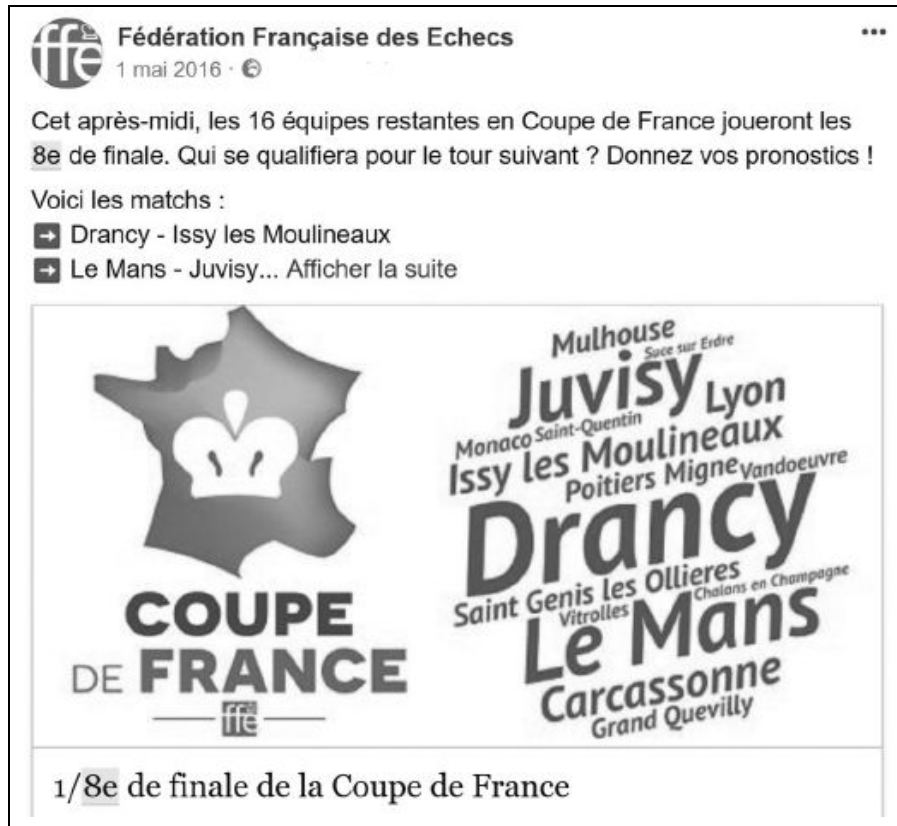 ffe
Fédération Française des Echecs
1 mai 2016 ·
Cet après-midi, les 16 équipes restantes en Coupe de France joueront les
8e de finale. Qui se qualifiera pour le tour suivant ? Donnez vos pronostics !
Voici les matchs :
➡ Drancy - Issy les Moulineaux
➡ Le Mans - Juvisy... Afficher la suite
COUPE
DE FRANCE
ffe
Mulhouse
Suce sur Erdre
Juvisy
Lyon
Monaco
Saint-Quentin
Issy les Moulineaux
Poitiers Migne
Vandoeuvre
Drancy
Saint Genis les Ollieres
Chalons en Champagne
Vitrolles
Le Mans
Carcassonne
Grand Quevilly
1/8e de finale de la Coupe de France